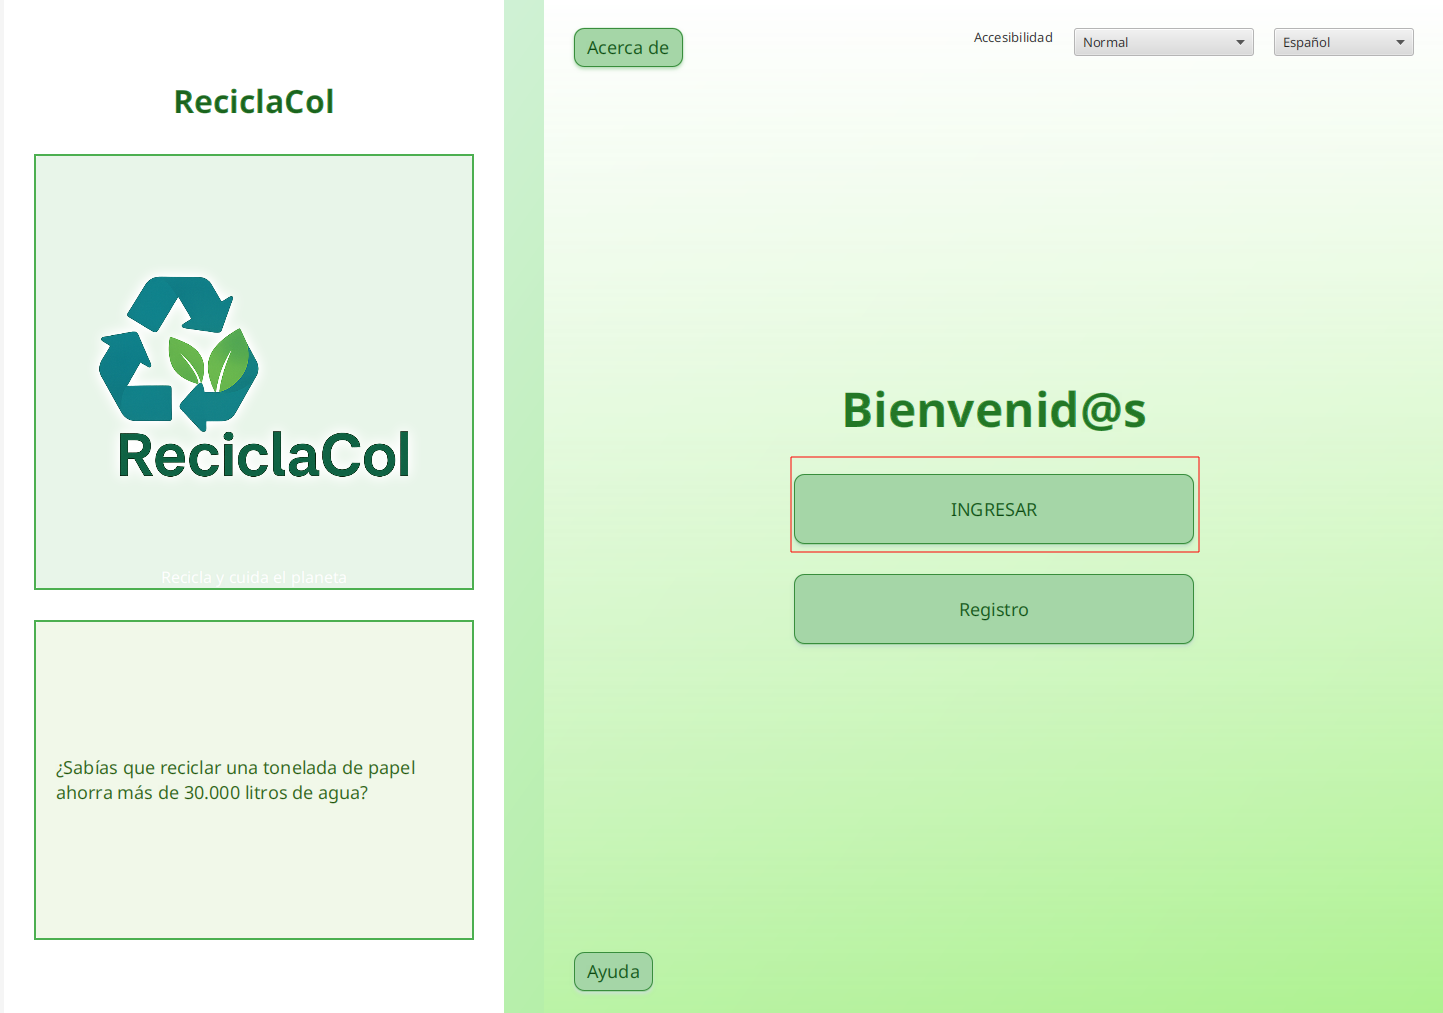 ReciclaCol
ReciclaCol
Recicla y cuida el planeta
¿Sabías que reciclar una tonelada de papel
ahorra más de 30.000 litros de agua?
Acerca de
Accesibilidad
Normal
Español
Bienvenid@s
INGRESAR
Registro
Ayuda